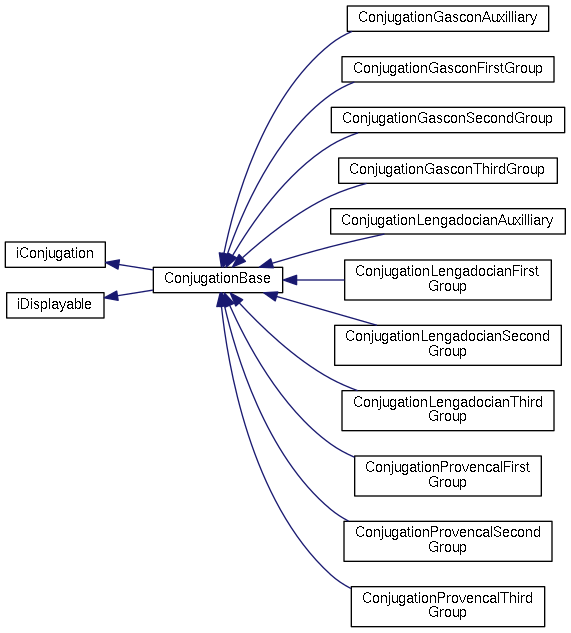 ConjugationGasconAuxilliary
ConjugationGasconFirstGroup
ConjugationGasconSecondGroup
ConjugationGasconThirdGroup
ConjugationLengadocianAuxilliary
iConjugation
iDisplayable
ConjugationBase
ConjugationLengadocianFirst
Group
ConjugationLengadocianSecond
Group
ConjugationLengadocianThird
Group
ConjugationProvencalFirst
Group
ConjugationProvencalSecond
Group
ConjugationProvencalThird
Group